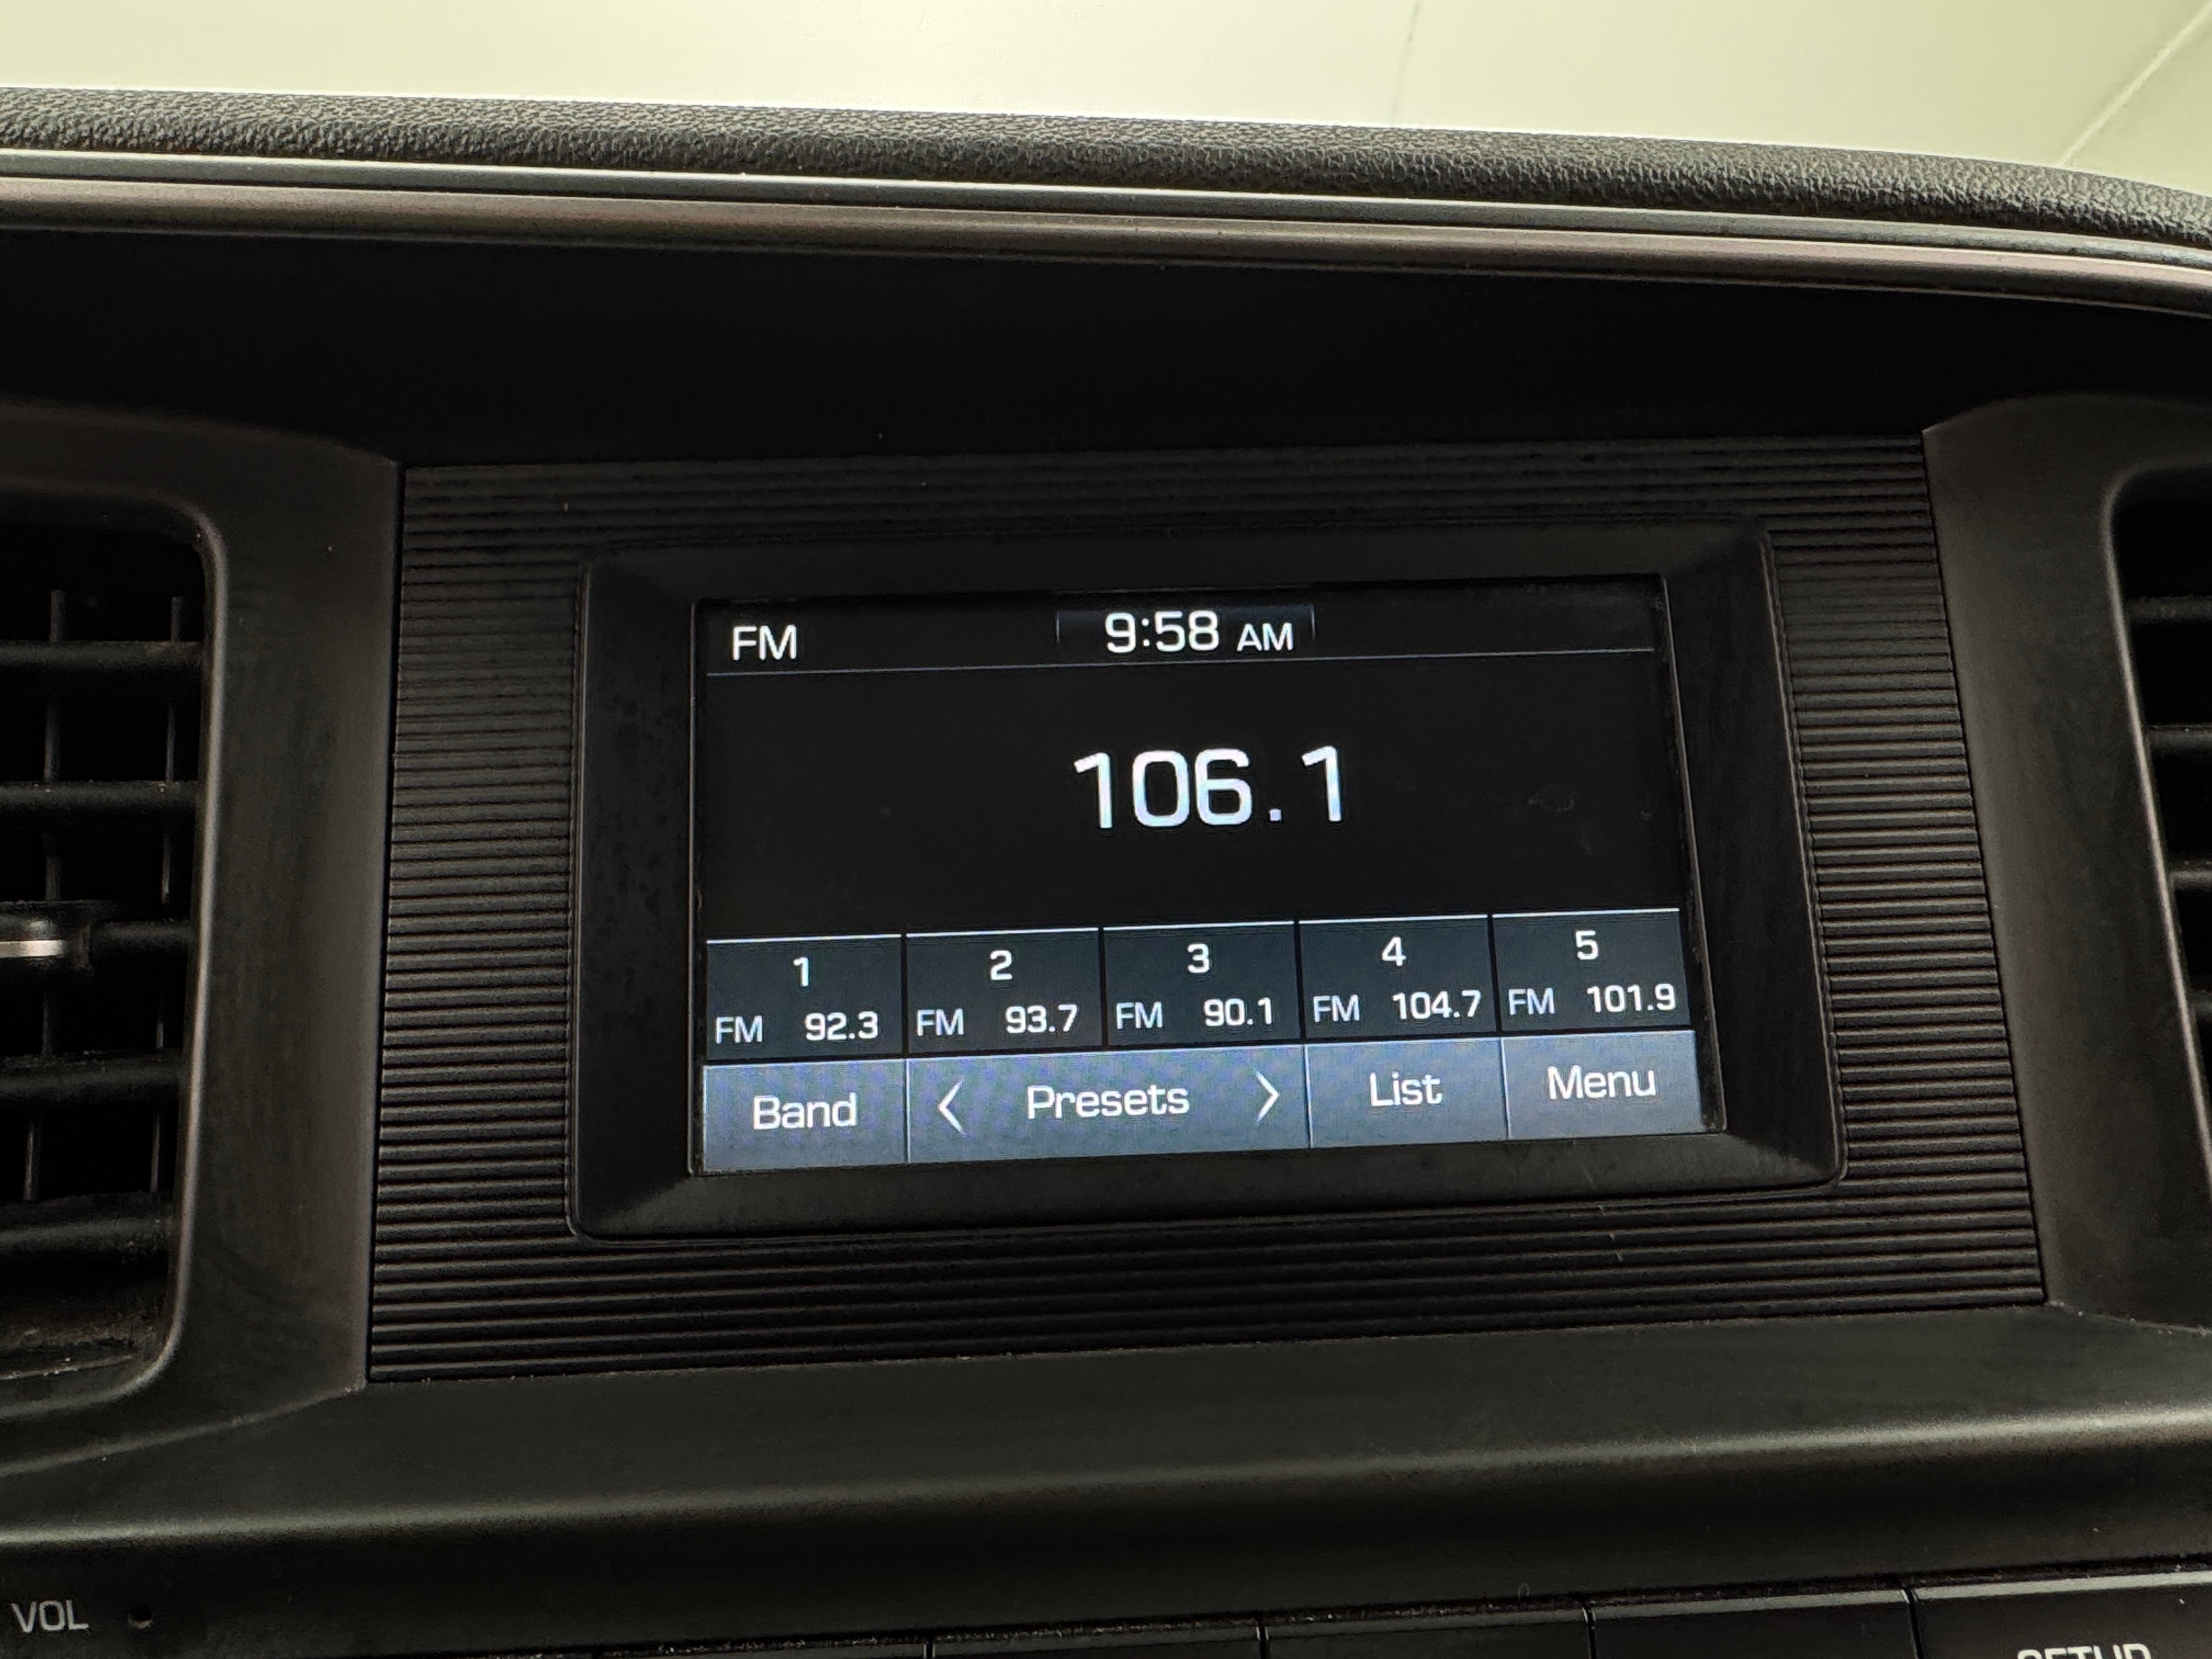 FM 9:58 AM
106.1
1 2 3 4 5
FM 92.3 FM 93.7 FM 90.1 FM 104.7 FM 101.9
Band < Presets > List Menu
VOL
SETUP